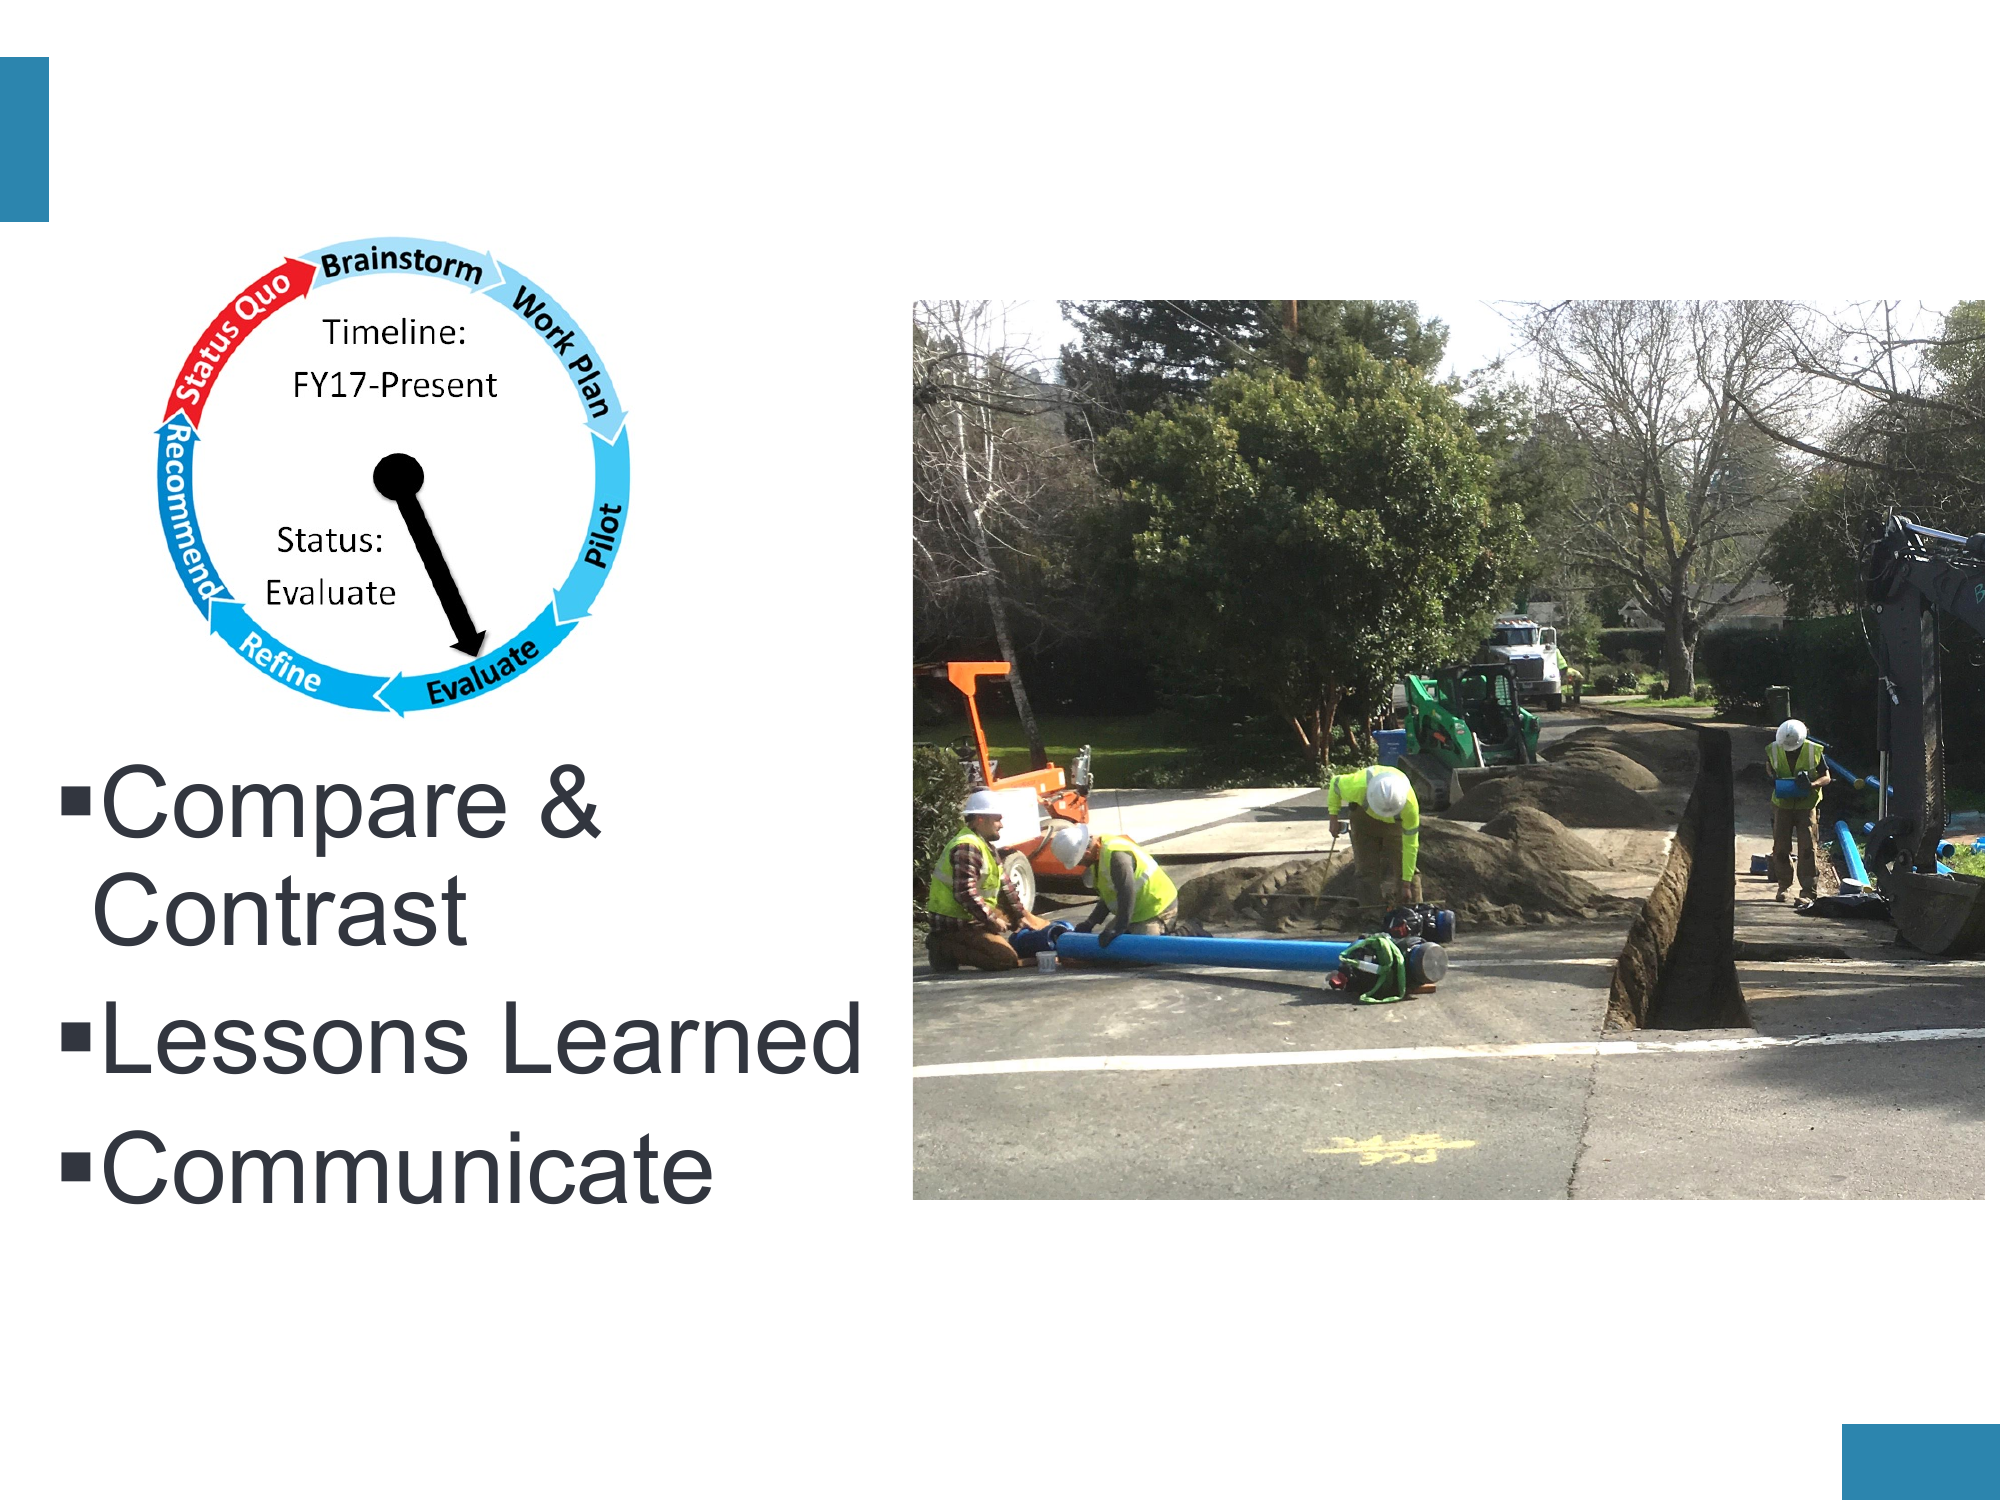 Brainstorm
Work Plan
Pilot
Evaluate
Refine
Recommend
Status Quo
Timeline:
FY17-Present
Status:
Evaluate
▪Compare &
Contrast
▪Lessons Learned
▪Communicate